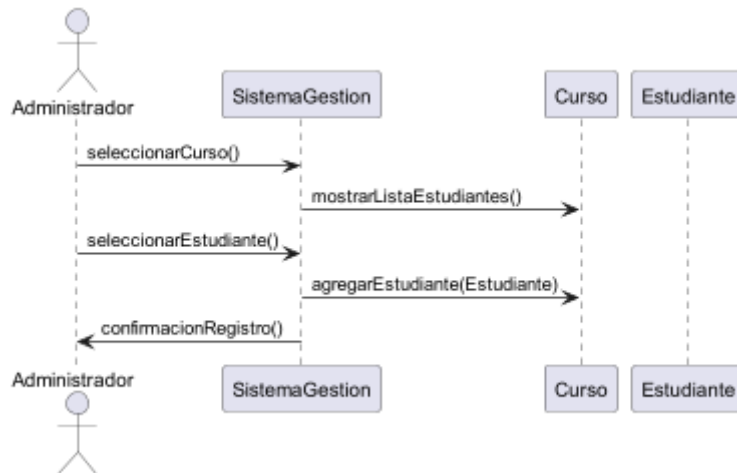 Administrador
SistemaGestion
Curso
Estudiante
seleccionarCurso()
mostrarListaEstudiantes()
seleccionarEstudiante()
agregarEstudiante(Estudiante)
confirmacionRegistro()
Administrador
SistemaGestion
Curso
Estudiante